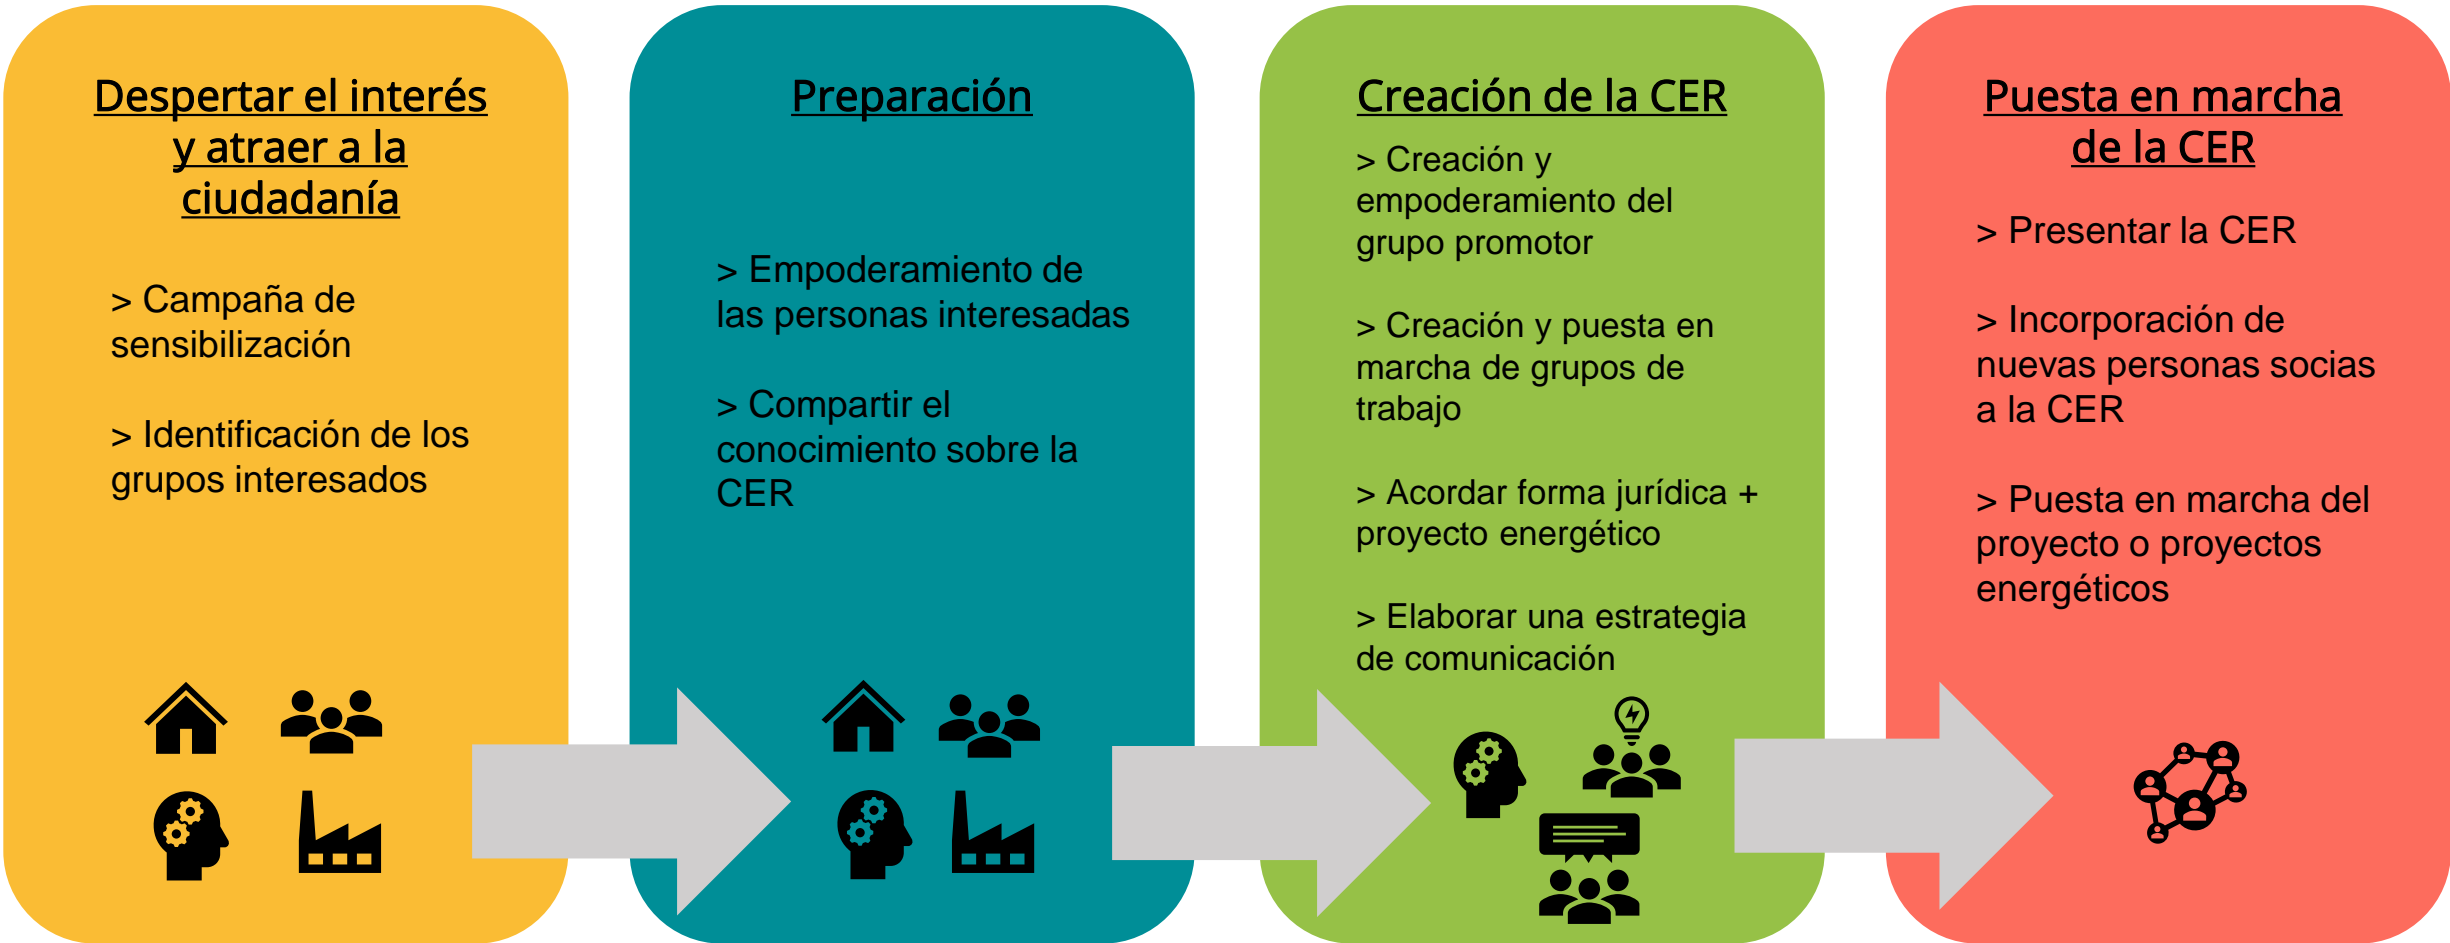 Despertar el interés
y atraer a la
ciudadanía
> Campaña de
sensibilización
> Identificación de los
grupos interesados
Preparación
> Empoderamiento de
las personas interesadas
> Compartir el
conocimiento sobre la
CER
Creación de la CER
> Creación y
empoderamiento del
grupo promotor
> Creación y puesta en
marcha de grupos de
trabajo
> Acordar forma jurídica +
proyecto energético
> Elaborar una estrategia
de comunicación
Puesta en marcha
de la CER
> Presentar la CER
> Incorporación de
nuevas personas socias
a la CER
> Puesta en marcha del
proyecto o proyectos
energéticos